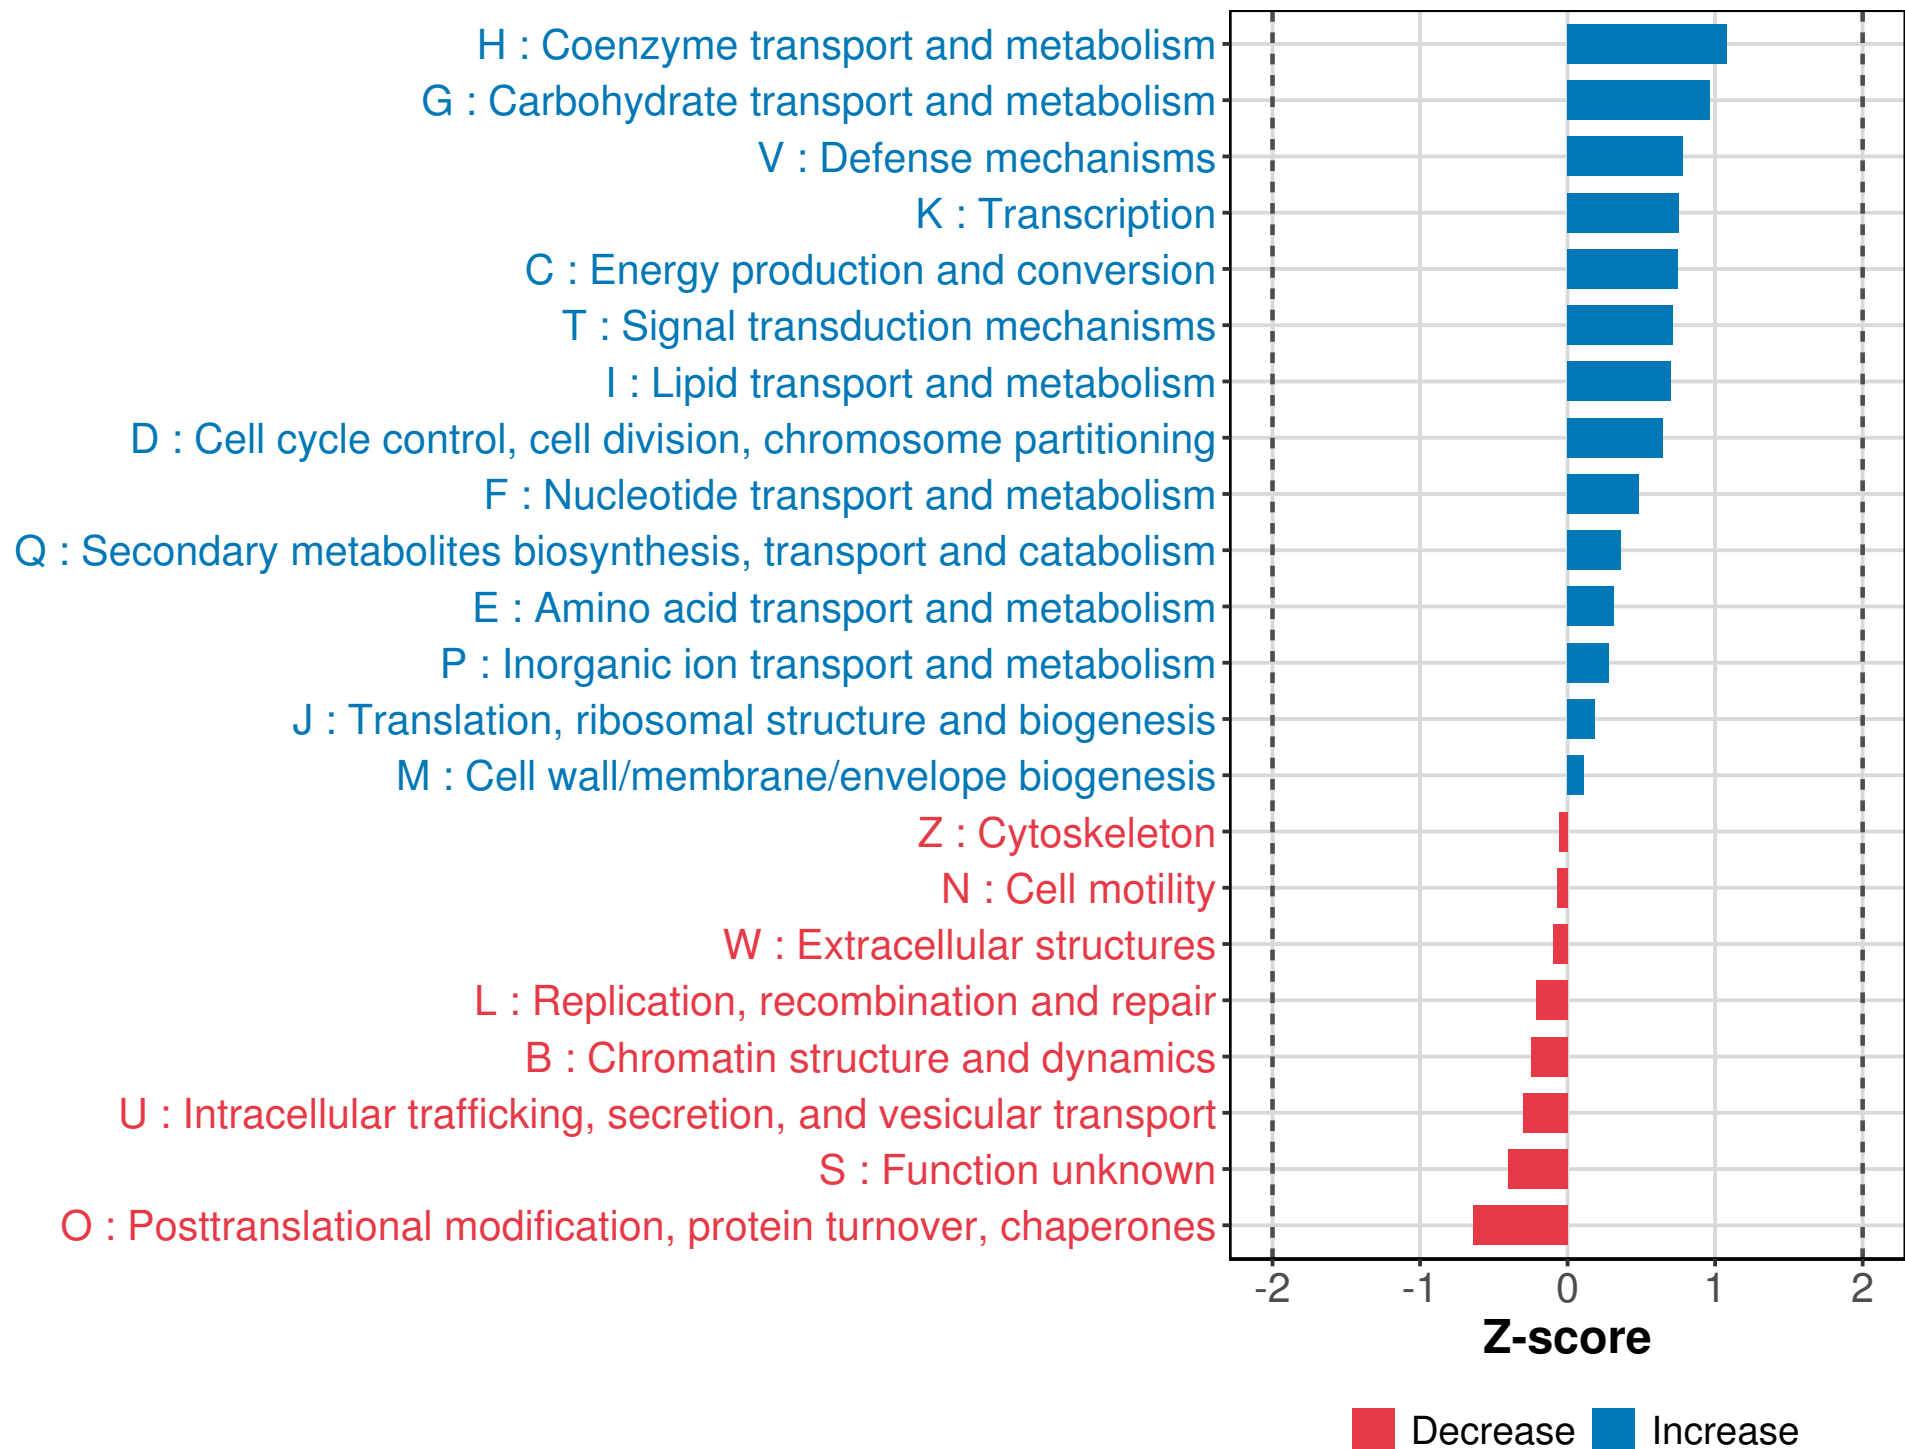 H : Coenzyme transport and metabolism
G : Carbohydrate transport and metabolism
V : Defense mechanisms
K : Transcription
C : Energy production and conversion
T : Signal transduction mechanisms
I : Lipid transport and metabolism
D : Cell cycle control, cell division, chromosome partitioning
F : Nucleotide transport and metabolism
Q : Secondary metabolites biosynthesis, transport and catabolism
E : Amino acid transport and metabolism
P : Inorganic ion transport and metabolism
J : Translation, ribosomal structure and biogenesis
M : Cell wall/membrane/envelope biogenesis
Z : Cytoskeleton
N : Cell motility
W : Extracellular structures
L : Replication, recombination and repair
B : Chromatin structure and dynamics
U : Intracellular trafficking, secretion, and vesicular transport
S : Function unknown
O : Posttranslational modification, protein turnover, chaperones
-2 -1 0 1 2
Z-score
Decrease Increase